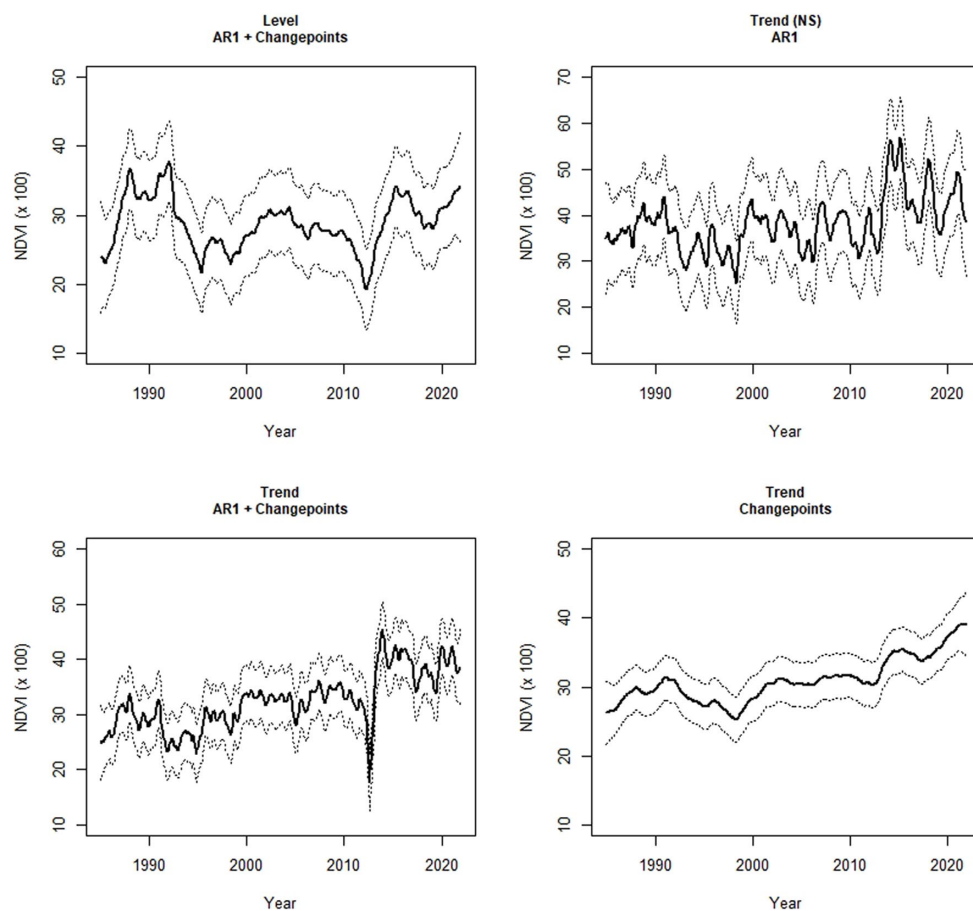 Level
AR1 + Changepoints
NDVI (x 100)
50
40
30
20
10
1990 2000 2010 2020
Year
Trend (NS)
AR1
NDVI (x 100)
70
60
50
40
30
20
10
1990 2000 2010 2020
Year
Trend
AR1 + Changepoints
NDVI (x 100)
60
50
40
30
20
10
1990 2000 2010 2020
Year
Trend
Changepoints
NDVI (x 100)
50
40
30
20
10
1990 2000 2010 2020
Year